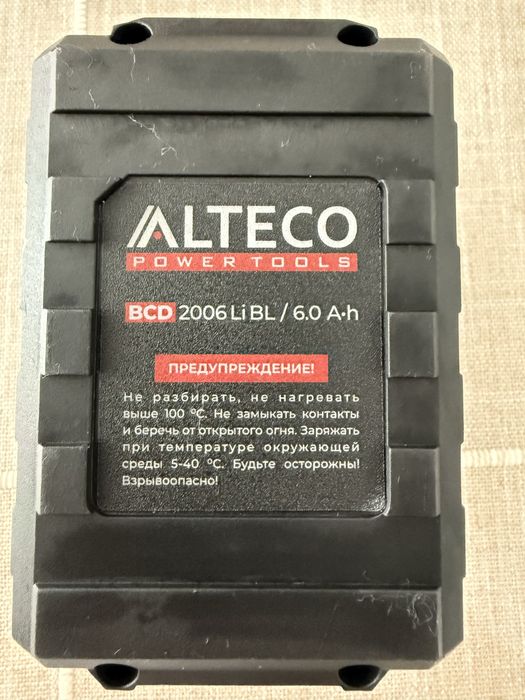 ALTECO
POWER TOOLS
BCD 2006 Li BL / 6.0 A•h
ПРЕДУПРЕЖДЕНИЕ!
Не разбирать, не нагревать
выше 100 °C. Не замыкать контакты
и беречь от открытого огня. Заряжать
при температуре окружающей
среды 5-40 °C. Будьте осторожны!
Взрывоопасно!